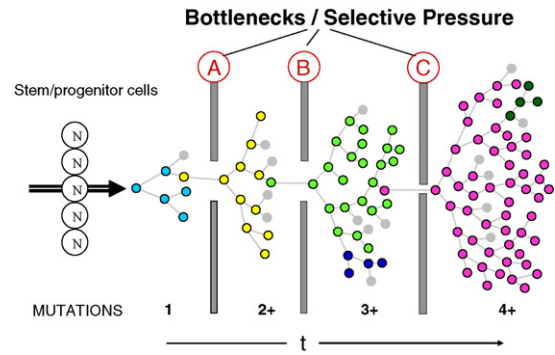 Bottlenecks / Selective Pressure
A
B
C
Stem/progenitor cells
N
N
N
N
N
MUTATIONS 1 2+ 3+ 4+
t